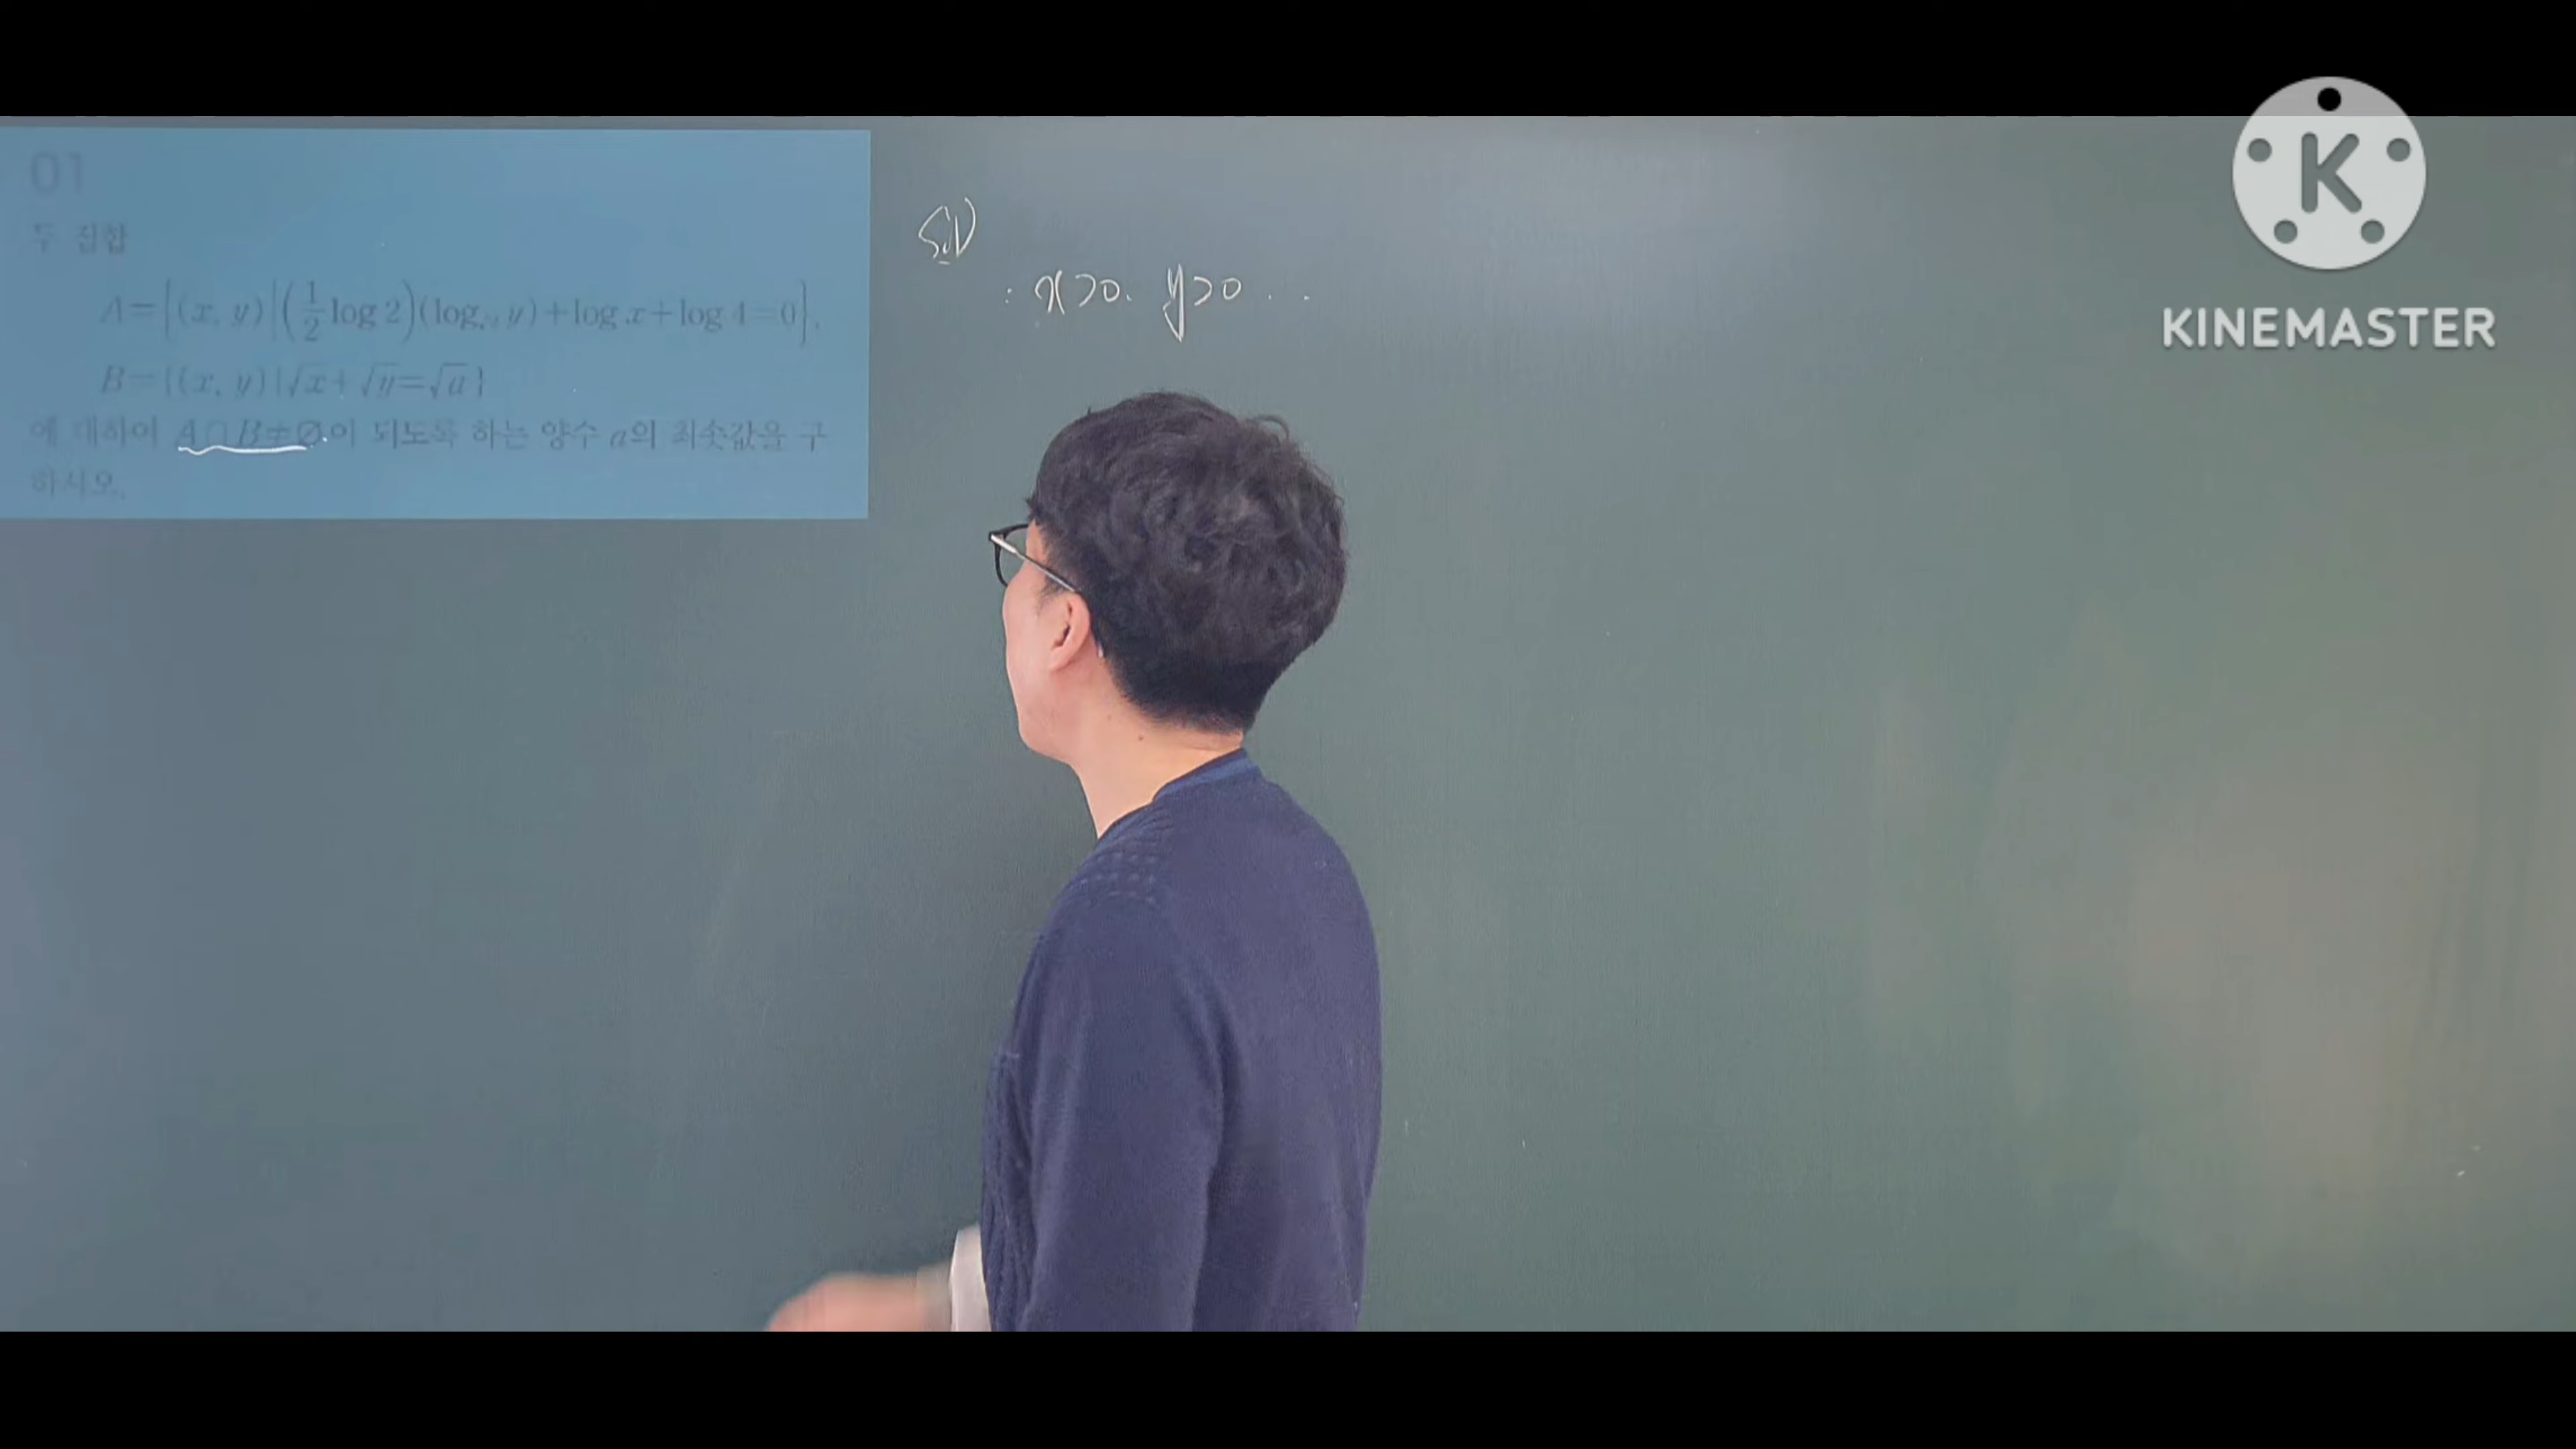 01
두 집합
A={(x, y)|(1/2 log 2)(log y)+log x+log 4=0},
B={(x, y)|√x+√y=√a}
에 대하여 A∩B≠∅이 되도록 하는 양수 a의 최솟값을 구
하시오.
Sol)
: x>0. y>0 . .
K
KINEMASTER